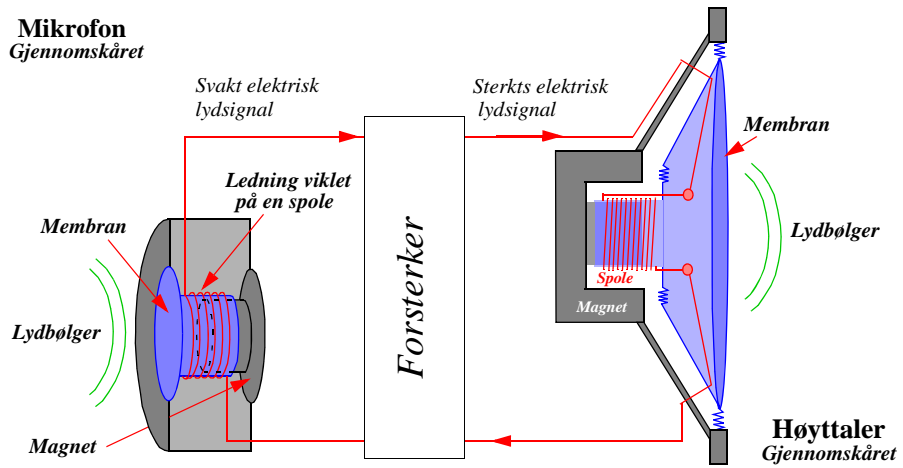 Mikrofon
Gjennomskåret
Svakt elektrisk
lydsignal
Sterkts elektrisk
lydsignal
Membran
Ledning viklet
på en spole
Membran
Lydbølger
Forsterker
Lydbølger
Spole
Magnet
Magnet
Høyttaler
Gjennomskåret